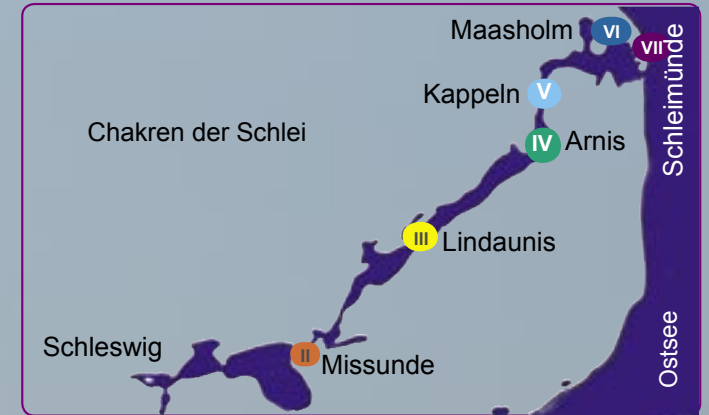 Maasholm VI
VII
Schleimünde
Kappeln V
Chakren der Schlei
IV Arnis
III Lindaunis
Schleswig
II Missunde
Ostsee